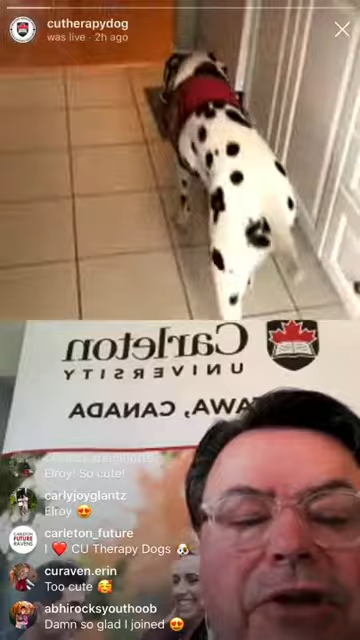 cutherapydog
was live · 2h ago
Carleton
UNIVERSITY
AWA, CANADA
Elroy! So cute!
carlyjoyglantz
Elroy 😍
carleton_future
I ❤️ CU Therapy Dogs 🐶
curaven.erin
Too cute 🥰
abhirocksyouthoob
Damn so glad I joined 😍